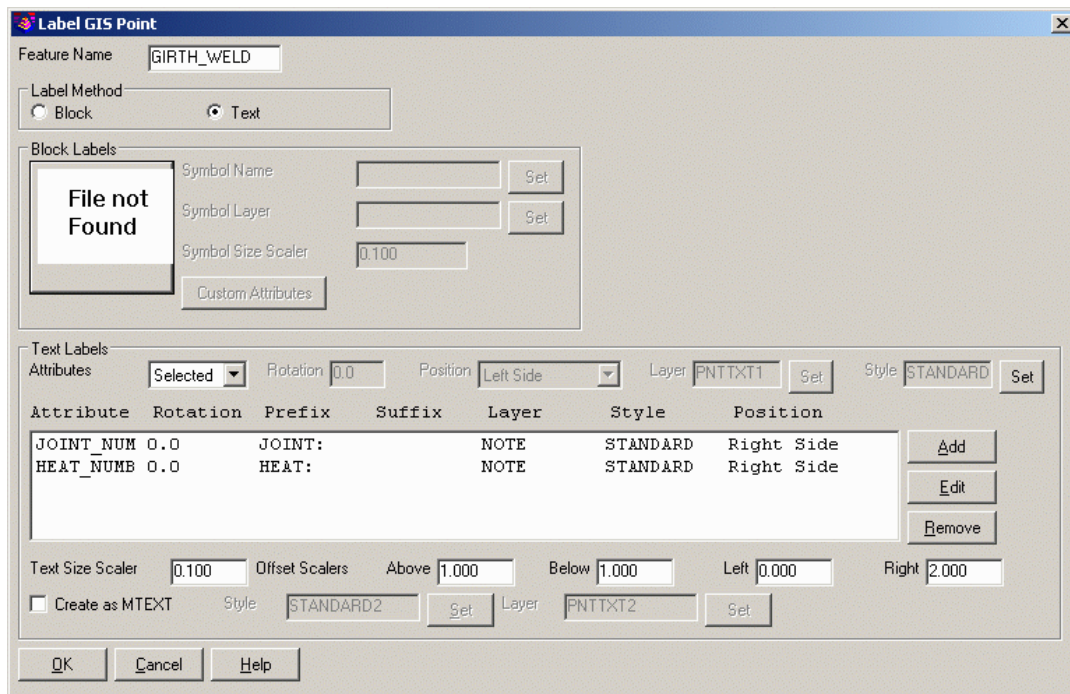 Label GIS Point
Feature Name GIRTH_WELD
Label Method
Block Text
Block Labels
File not
Found
Symbol Name Set
Symbol Layer Set
Symbol Size Scaler 0.100
Custom Attributes
Text Labels
Attributes Selected Rotation 0.0 Position Left Side Layer PNTTXT1 Set Style STANDARD Set
Attribute Rotation Prefix Suffix Layer Style Position
JOINT_NUM 0.0 JOINT: NOTE STANDARD Right Side
HEAT_NUMB 0.0 HEAT: NOTE STANDARD Right Side
Add
Edit
Remove
Text Size Scaler 0.100 Offset Scalers Above 1.000 Below 1.000 Left 0.000 Right 2.000
Create as MTEXT Style STANDARD2 Set Layer PNTTXT2 Set
OK Cancel Help